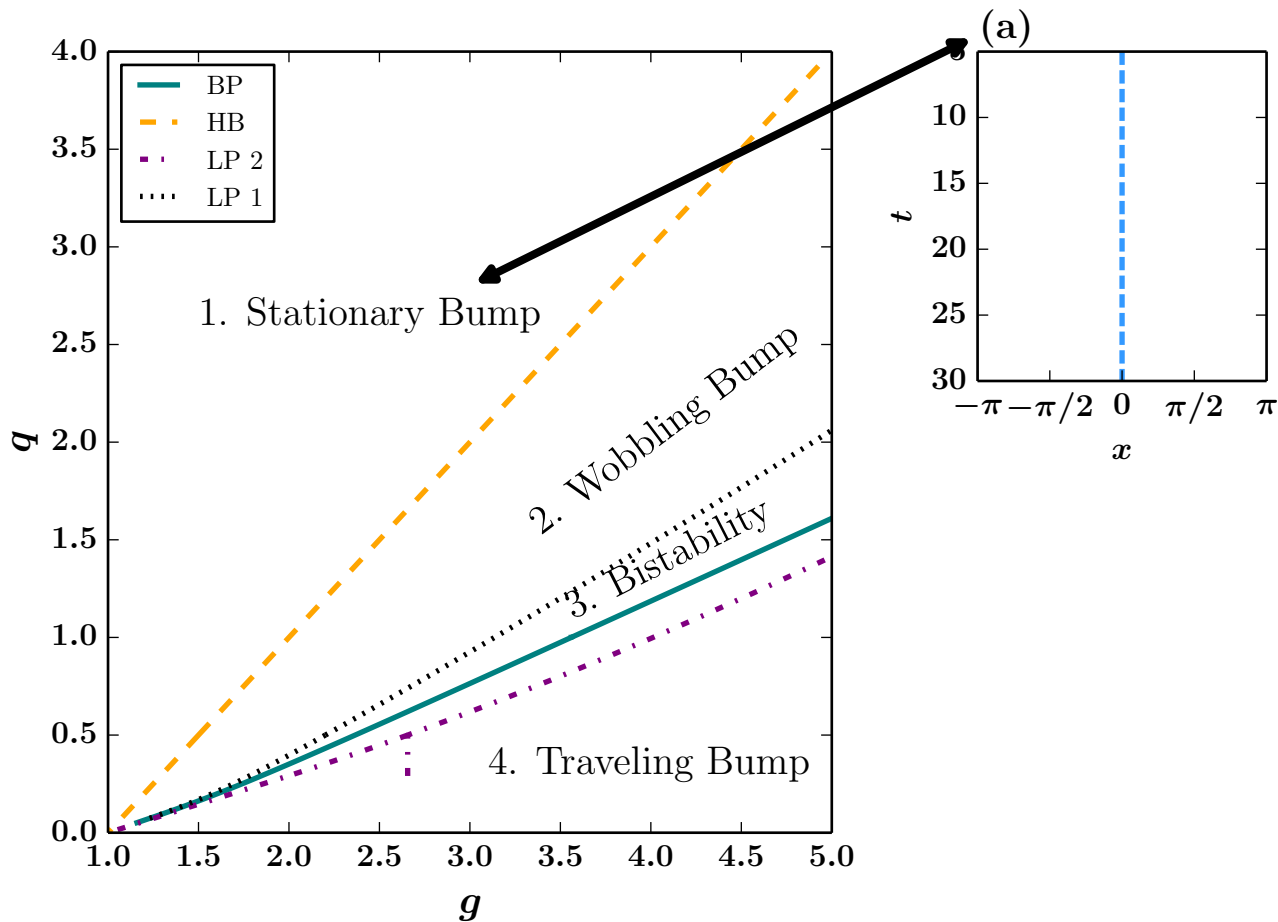 (a)
4.0
3.5
3.0
2.5
2.0
1.5
1.0
0.5
0.0
q
BP
HB
LP 2
LP 1
1. Stationary Bump
2. Wobbling Bump
3. Bistability
4. Traveling Bump
1.0 1.5 2.0 2.5 3.0 3.5 4.0 4.5 5.0
g
5
10
15
20
25
30
t
−π −π/2 0 π/2 π
x